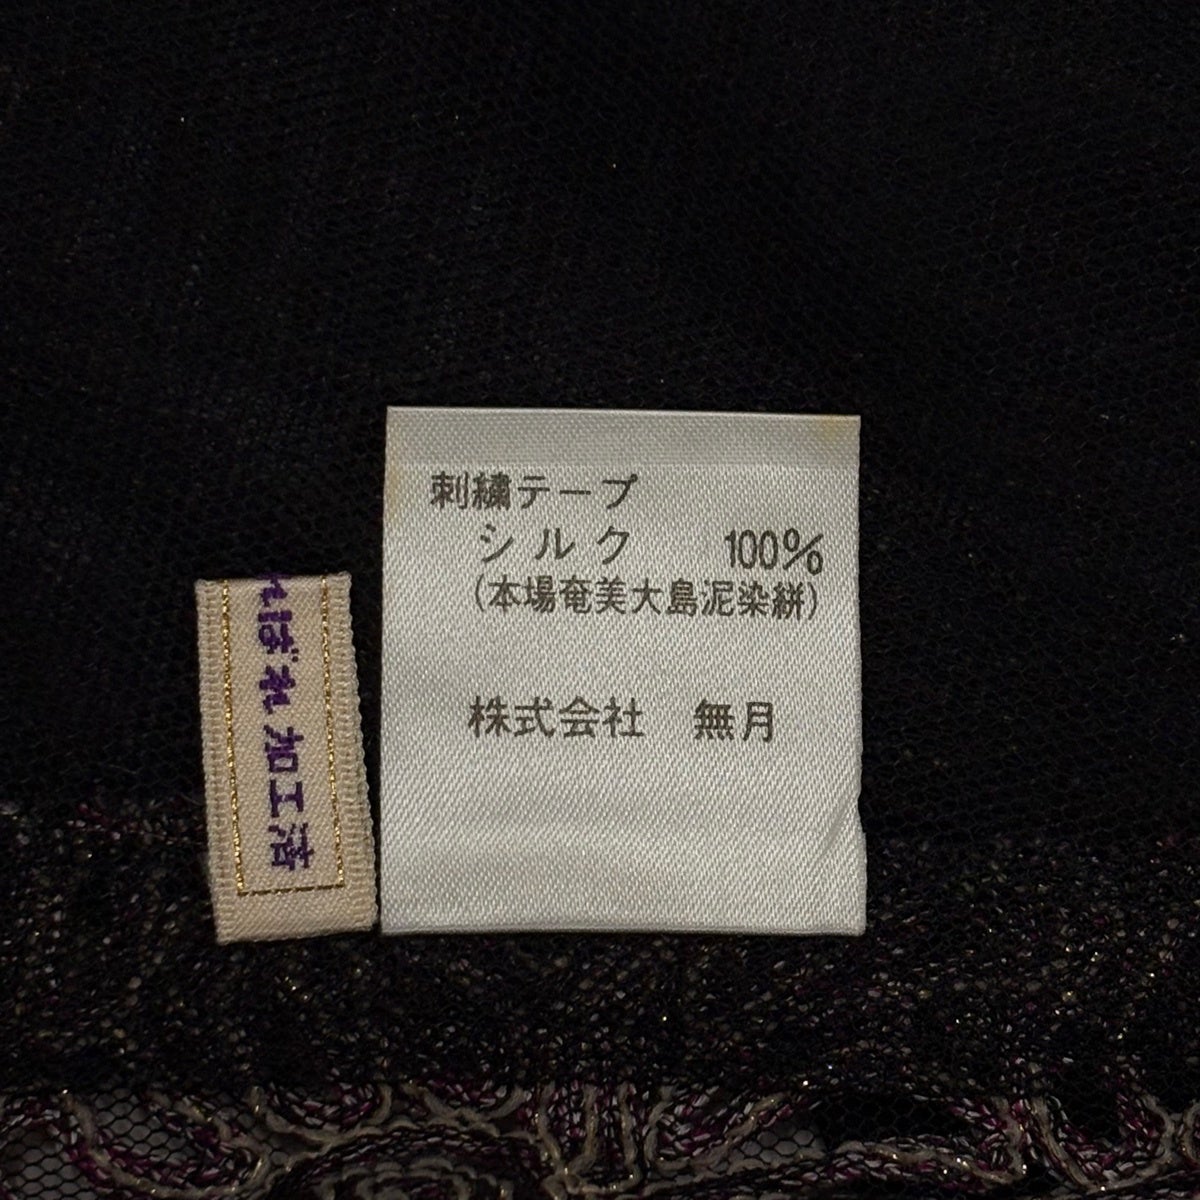 刺繍テープ
シルク 100%
(本場奄美大島泥染絣)
株式会社 無月
ばれ加工済